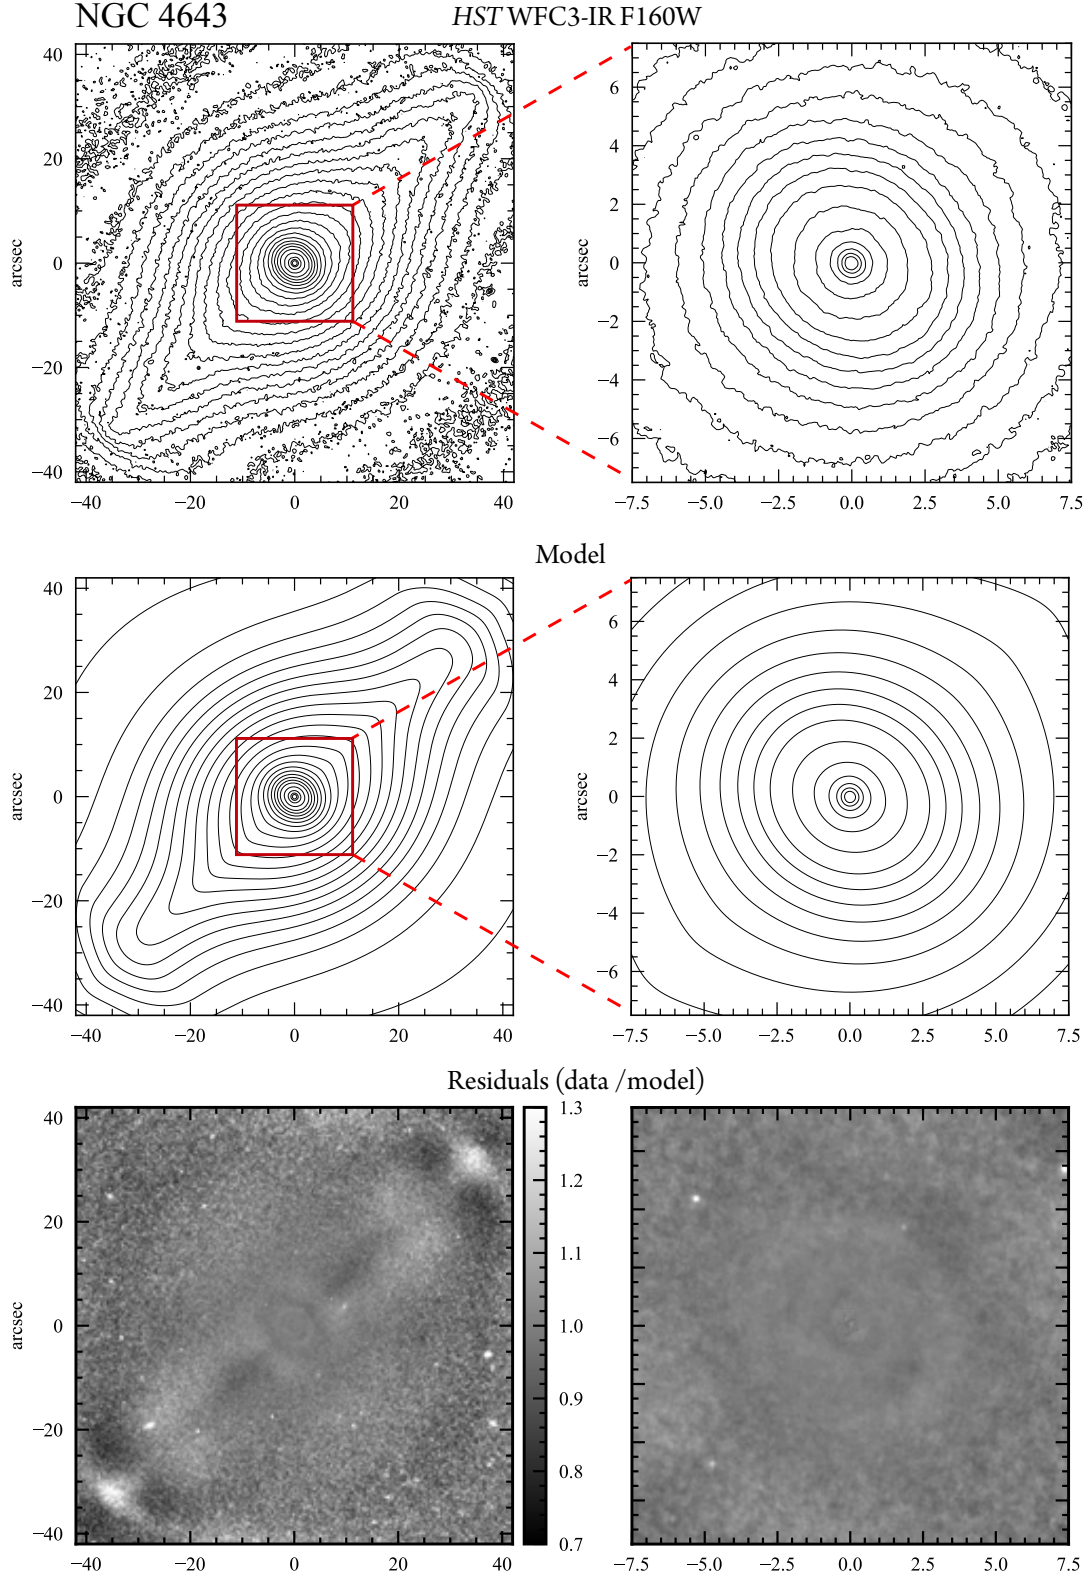 NGC 4643
HST WFC3-IR F160W
40
20
0
−20
−40
arcsec
−40 −20 0 20 40
6
4
2
0
−2
−4
−6
arcsec
−7.5 −5.0 −2.5 0.0 2.5 5.0 7.5
Model
40
20
0
−20
−40
arcsec
−40 −20 0 20 40
6
4
2
0
−2
−4
−6
arcsec
−7.5 −5.0 −2.5 0.0 2.5 5.0 7.5
Residuals (data /model)
40
20
0
−20
−40
arcsec
−40 −20 0 20 40
1.3
1.2
1.1
1.0
0.9
0.8
0.7
−7.5 −5.0 −2.5 0.0 2.5 5.0 7.5